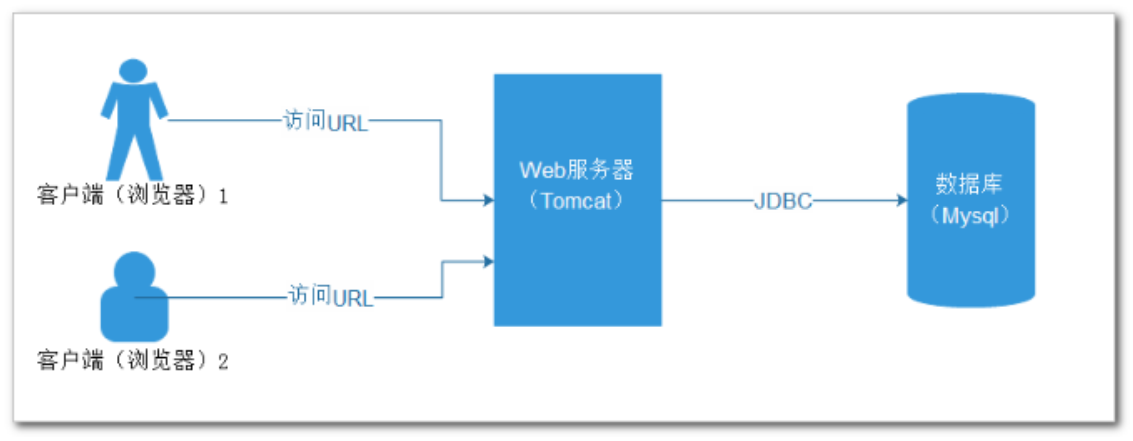 访问URL
客户端（浏览器）1
Web服务器
（Tomcat）
JDBC
数据库
（Mysql）
访问URL
客户端（浏览器）2